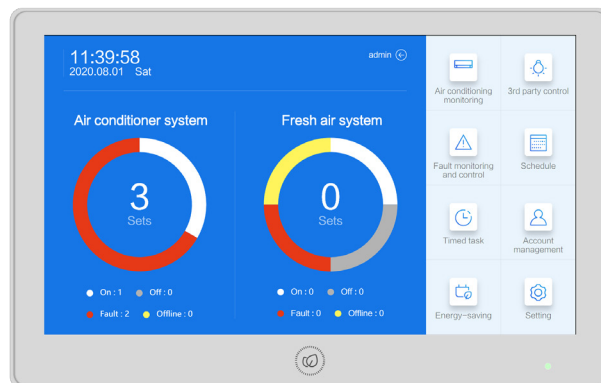 11:39:58
2020.08.01 Sat
admin
Air conditioner system
3
Sets
On : 1
Off : 0
Fault : 2
Offline : 0
Fresh air system
0
Sets
On : 0
Off : 0
Fault : 0
Offline : 0
Air conditioning
monitoring
3rd party control
Fault monitoring
and control
Schedule
Timed task
Account
management
Energy-saving
Setting